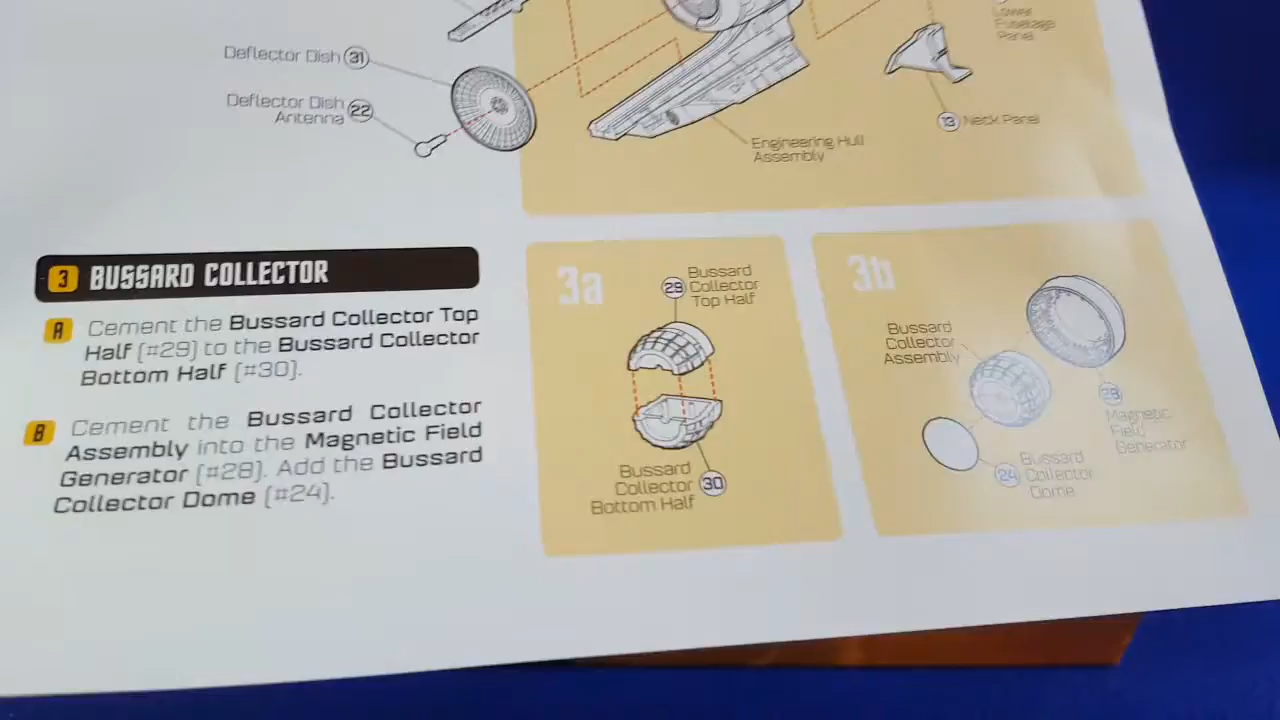 Deflector Dish 31
Deflector Dish
Antenna 22
Lower
Fuselage
Panel
13 Neck Panel
Engineering Hull
Assembly
3 BUSSARD COLLECTOR
A Cement the Bussard Collector Top
Half (#29) to the Bussard Collector
Bottom Half (#30).
B Cement the Bussard Collector
Assembly into the Magnetic Field
Generator (#28). Add the Bussard
Collector Dome (#24).
3a
29 Bussard
Collector
Top Half
Bussard
Collector
Bottom Half
30
3b
Bussard
Collector
Assembly
28
Magnetic
Field
Generator
24 Bussard
Collector
Dome